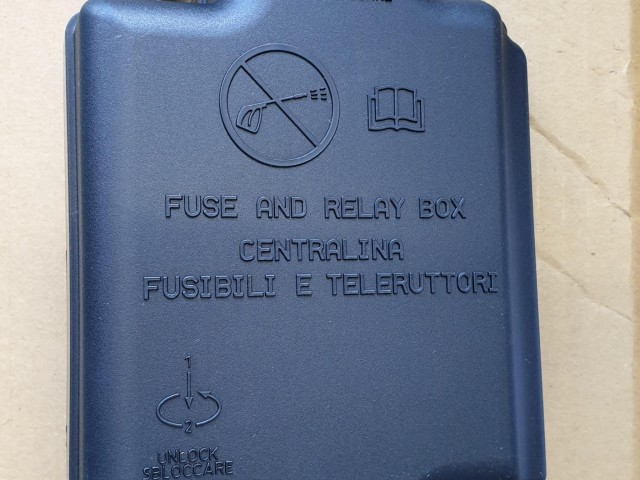 FUSE AND RELAY BOX
CENTRALINA
FUSIBILI E TELERUTTORI
1
2
UNLOCK
SBLOCCARE